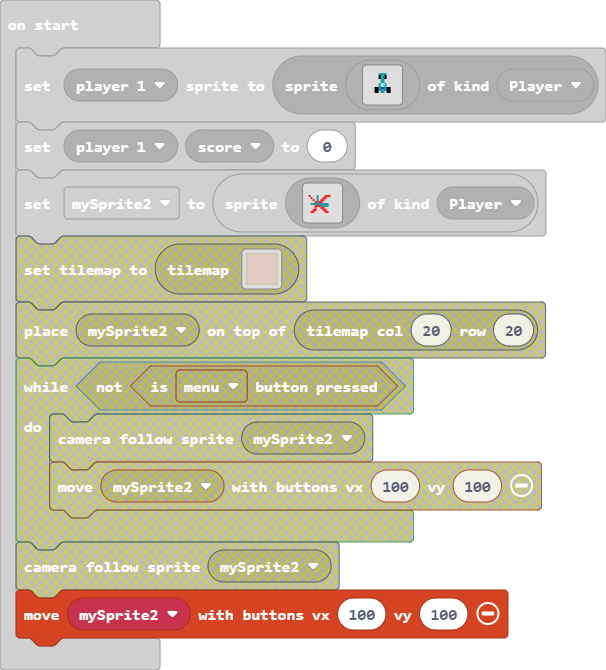 on start
set player 1 sprite to sprite of kind Player
set player 1 score to 0
set mySprite2 to sprite of kind Player
set tilemap to tilemap
place mySprite2 on top of tilemap col 20 row 20
while not is menu button pressed
do
camera follow sprite mySprite2
move mySprite2 with buttons vx 100 vy 100
camera follow sprite mySprite2
move mySprite2 with buttons vx 100 vy 100